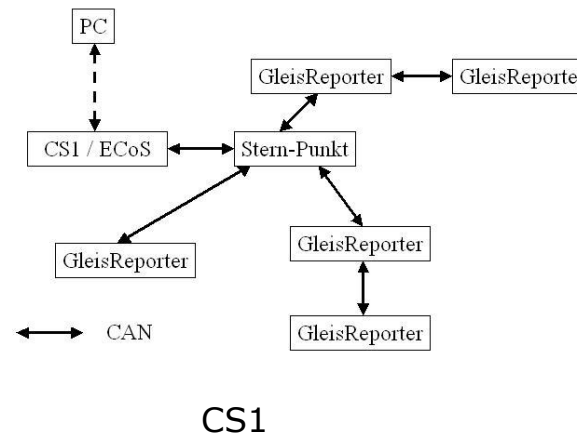 PC
GleisReporter
GleisReporte
CS1 / ECoS
Stern-Punkt
GleisReporter
GleisReporter
GleisReporter
CAN
CS1